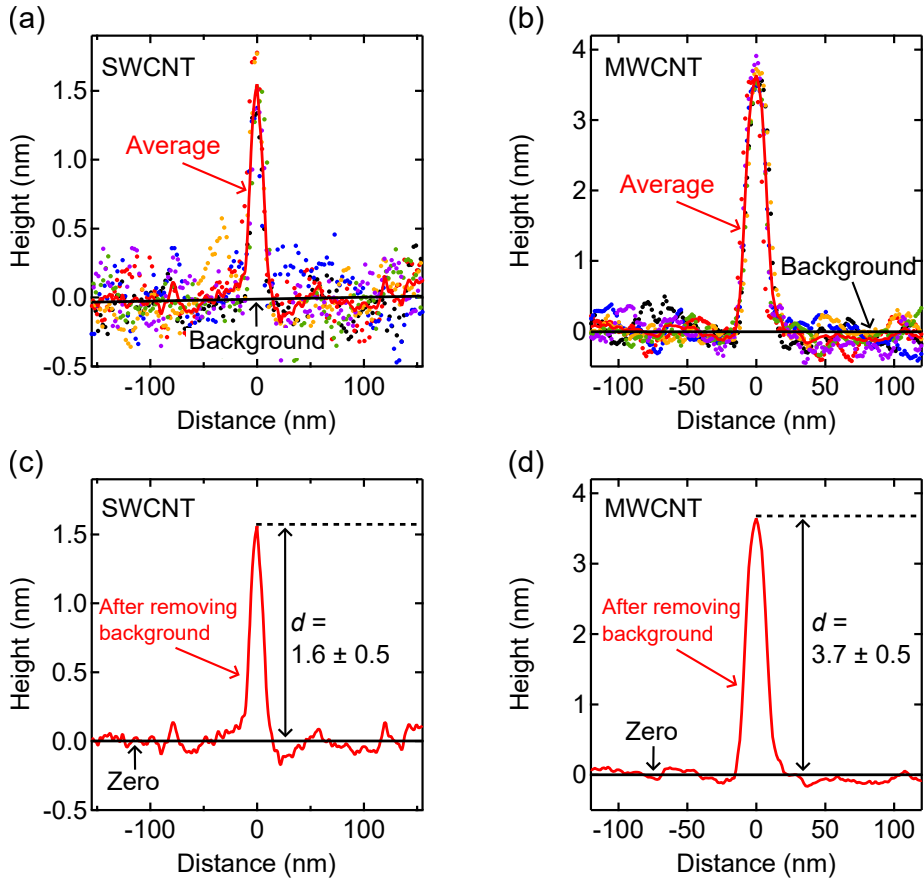 (a)
SWCNT
Average
Background
Height (nm)
1.5
1.0
0.5
0.0
-0.5
-100
0
100
Distance (nm)
(b)
MWCNT
Average
Background
Height (nm)
4
3
2
1
0
-100
-50
0
50
100
Distance (nm)
(c)
SWCNT
After removing
background
d =
1.6 ± 0.5
Zero
Height (nm)
1.5
1.0
0.5
0.0
-0.5
-100
0
100
Distance (nm)
(d)
MWCNT
After removing
background
d =
3.7 ± 0.5
Zero
Height (nm)
4
3
2
1
0
-100
-50
0
50
100
Distance (nm)